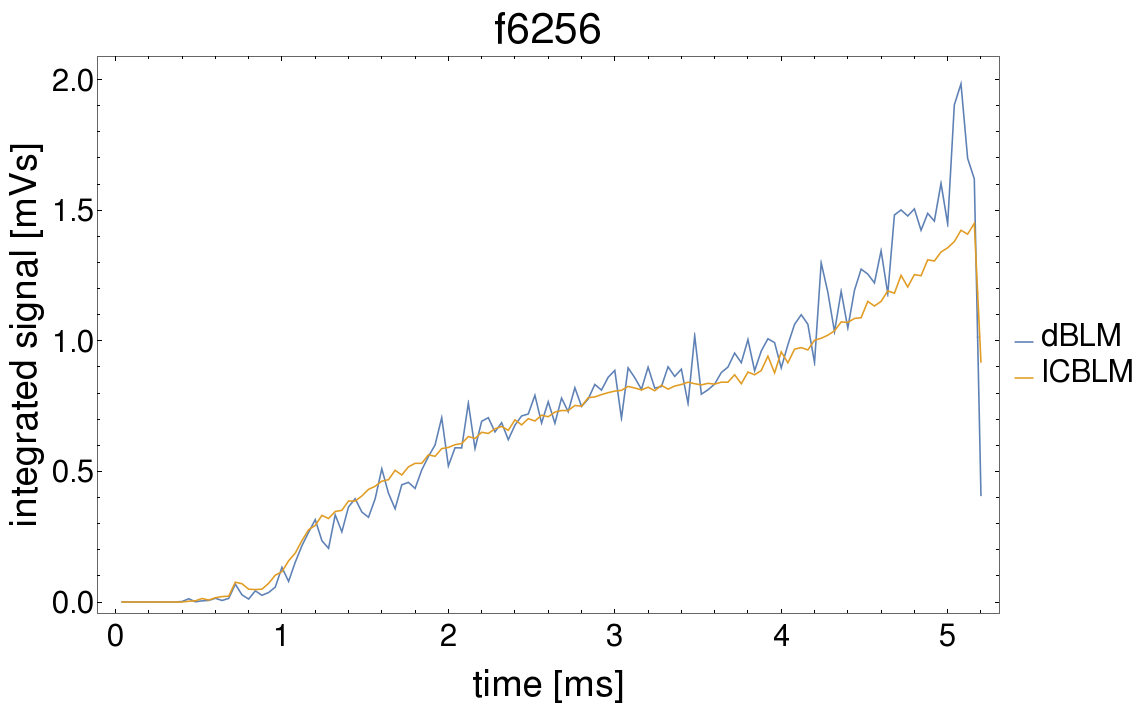 f6256
integrated signal [mVs]
2.0
1.5
1.0
0.5
0.0
0 1 2 3 4 5
time [ms]
dBLM
ICBLM